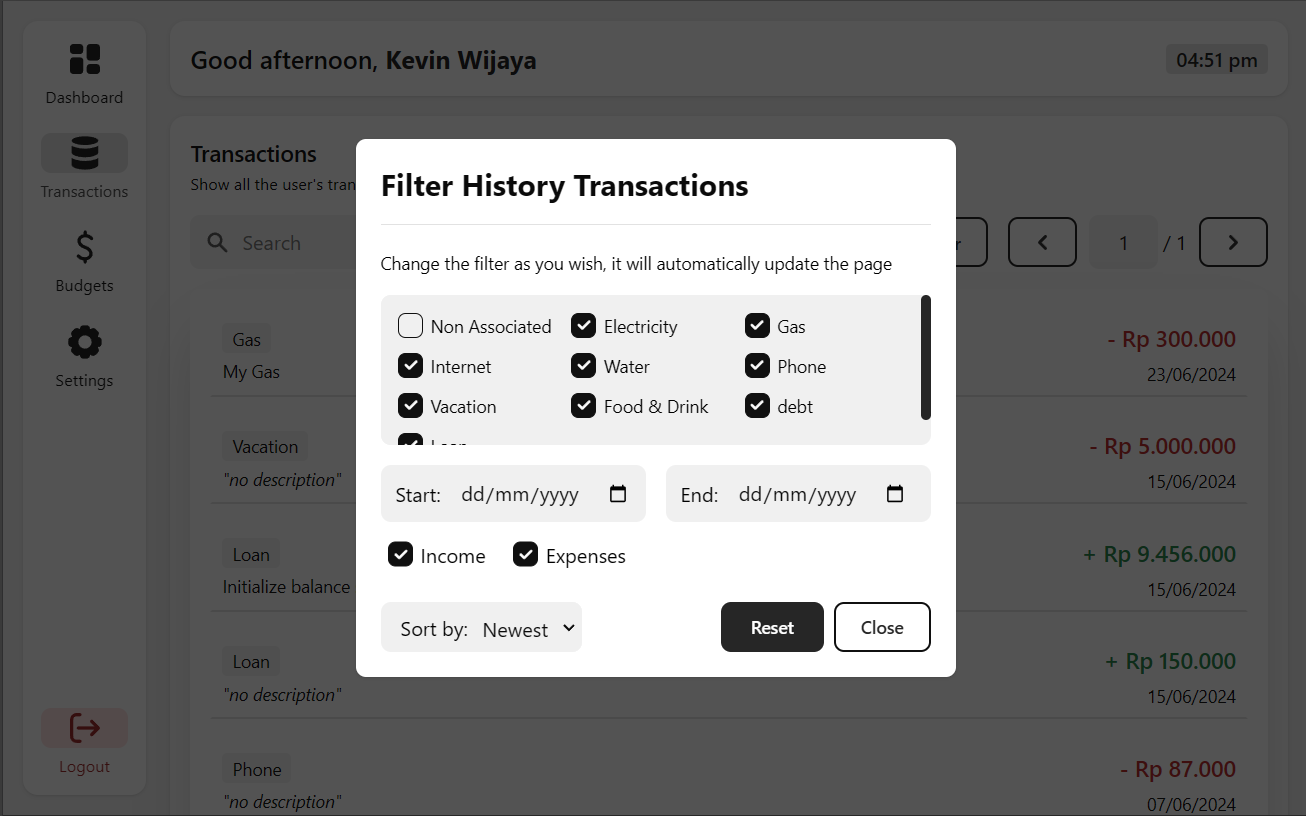 Good afternoon, Kevin Wijaya
04:51 pm
Dashboard
Transactions
Budgets
Settings
Logout
Transactions
Show all the user's
Search
1 / 1
Gas
My Gas
- Rp 300.000
23/06/2024
Vacation
"no description"
- Rp 5.000.000
15/06/2024
Loan
Initialize balance
+ Rp 9.456.000
15/06/2024
Loan
"no description"
+ Rp 150.000
15/06/2024
Phone
"no description"
- Rp 87.000
07/06/2024
Filter History Transactions
Change the filter as you wish, it will automatically update the page
Non Associated Electricity Gas
Internet Water Phone
Vacation Food & Drink debt
Start: dd/mm/yyyy End: dd/mm/yyyy
Income Expenses
Sort by: Newest Reset Close